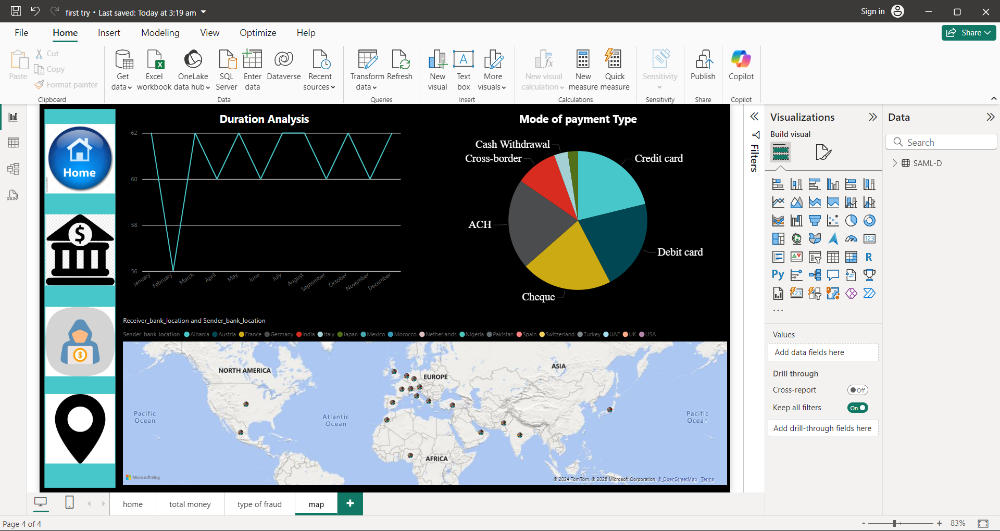 first try • Last saved: Today at 3:19 am
Sign in
File Home Insert Modeling View Optimize Help
Share
Paste
Cut
Copy
Format painter
Clipboard
Get data
Excel workbook
OneLake data hub
SQL Server
Enter data
Dataverse
Recent sources
Data
Transform data
Refresh
Queries
New visual
Text box
More visuals
Insert
New visual calculation
New measure
Quick measure
Calculations
Sensitivity
Sensitivity
Publish
Share
Copilot
Copilot
DAX
Home
$
$
Duration Analysis
62
60
58
56
January February March April May June July August September October November December
Mode of payment Type
Cash Withdrawal
Cross-border
Credit card
ACH
Debit card
Cheque
Receiver_bank_location and Sender_bank_location
Sender_bank_location Albania Austria France Germany India Italy Japan Mexico Morocco Netherlands Nigeria Pakistan Spain Switzerland Turkey UAE UK USA
NORTH AMERICA
EUROPE
ASIA
Pacific
Ocean
Atlantic
Ocean
Pacific
Ocean
AFRICA
Microsoft Bing
© 2024 TomTom, © 2025 Microsoft Corporation, © OpenStreetMap Terms
Filters
Visualizations
Build visual
123
R
Py
123
...
Values
Add data fields here
Drill through
Cross-report
Off
Keep all filters
On
Add drill-through fields here
Data
Search
SAML-D
home
total money
type of fraud
map
+
Page 4 of 4
- + 83%